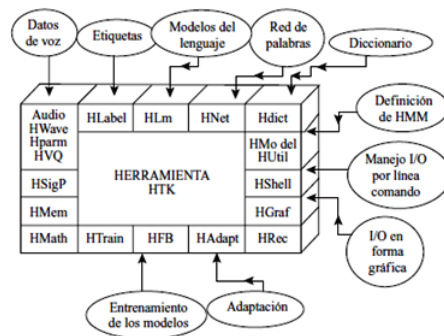 Datos
de voz
Etiquetas
Modelos del
lenguaje
Red de
palabras
Diccionario
Audio
HWave
Hparm
HVQ
HLabel
HLm
HNet
Hdict
Definición
de HMM
HMo del
HUtil
HERRAMIENTA
HTK
HSigP
HShell
Manejo I/O
por línea
comando
HMem
HGraf
HMath
HTrain
HFB
HAdapt
HRec
I/O en
forma
gráfica
Entrenamiento
de los modelos
Adaptación